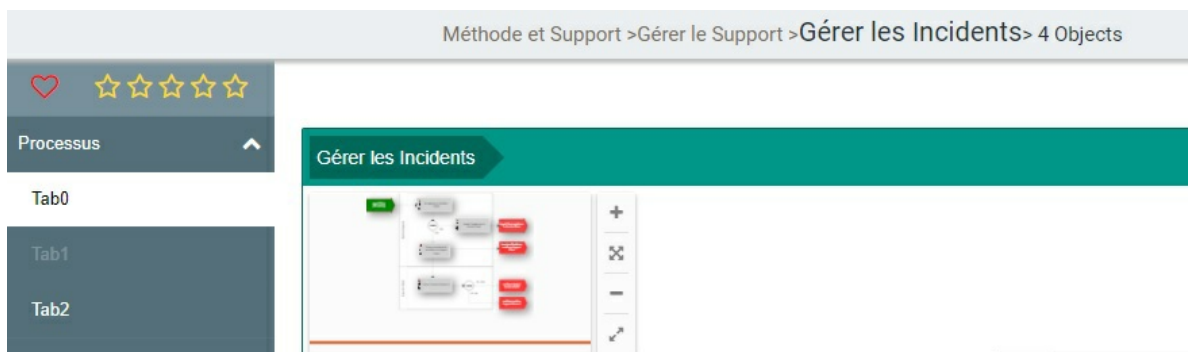 Méthode et Support >Gérer le Support >Gérer les Incidents> 4 Objects
Processus
Gérer les Incidents
Tab0
Tab1
Tab2